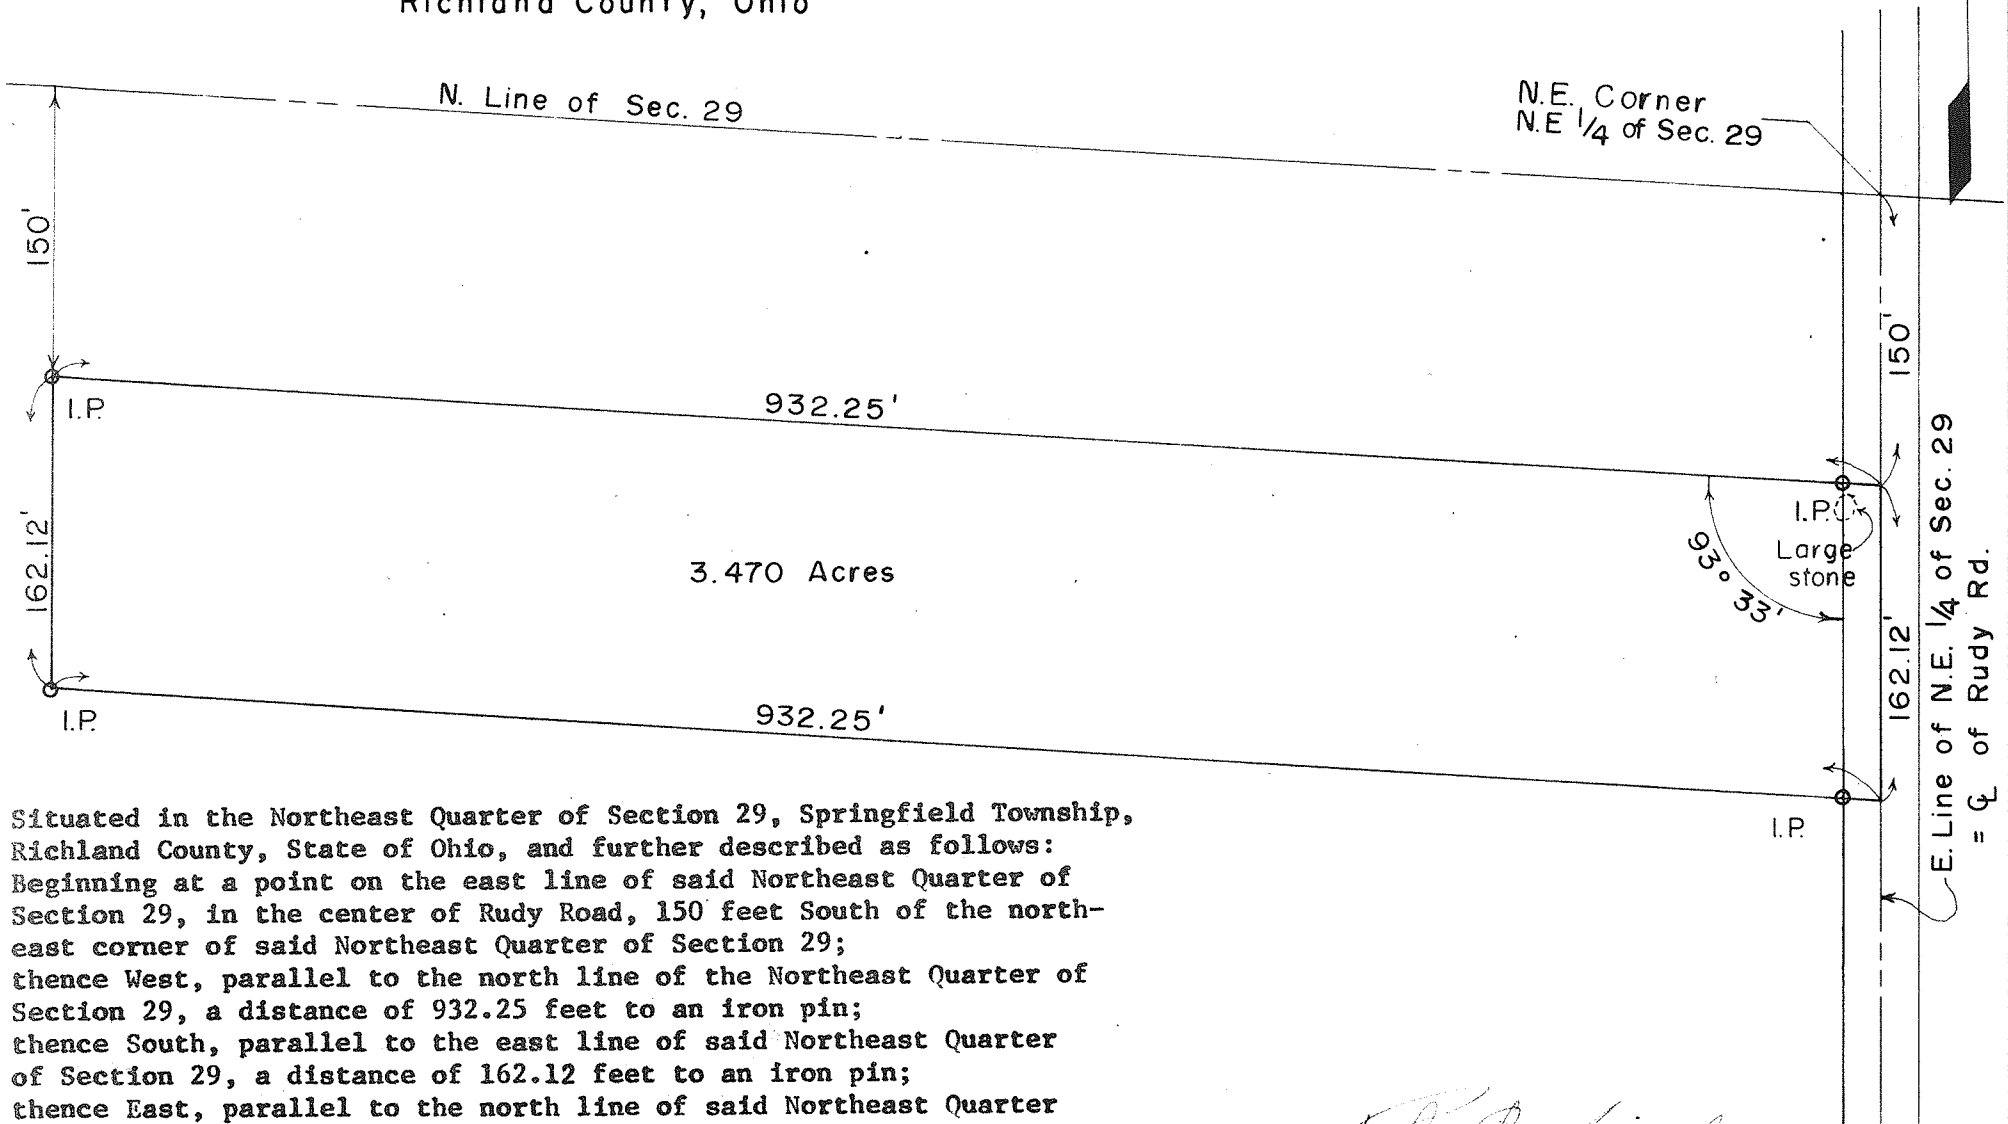 Richland County, Ohio
N. Line of Sec. 29
N.E. Corner
N.E 1/4 of Sec. 29
150'
150'
I.P.
932.25'
I.P.
Large
stone
93° 33'
162.12'
3.470 Acres
162.12'
E. Line of N.E. 1/4 of Sec. 29
= ℄ of Rudy Rd.
I.P.
932.25'
I.P.
Situated in the Northeast Quarter of Section 29, Springfield Township,
Richland County, State of Ohio, and further described as follows:
Beginning at a point on the east line of said Northeast Quarter of
Section 29, in the center of Rudy Road, 150 feet South of the north-
east corner of said Northeast Quarter of Section 29;
thence West, parallel to the north line of the Northeast Quarter of
Section 29, a distance of 932.25 feet to an iron pin;
thence South, parallel to the east line of said Northeast Quarter
of Section 29, a distance of 162.12 feet to an iron pin;
thence East, parallel to the north line of said Northeast Quarter